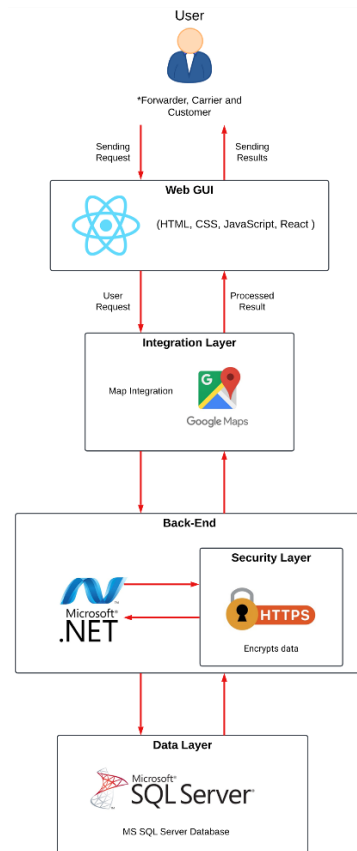 User
*Forwarder, Carrier and
Customer
Sending
Request
Sending
Results
Web GUI
(HTML, CSS, JavaScript, React )
User
Request
Processed
Result
Integration Layer
Map Integration
G
Google Maps
Back-End
Microsoft®
.NET
Security Layer
HTTPS
Encrypts data
Data Layer
Microsoft®
SQL Server®
MS SQL Server Database